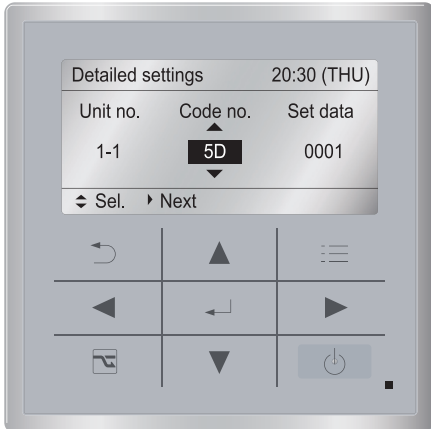 Detailed settings 20:30 (THU)
Unit no. Code no. Set data
1-1 5D 0001
Sel. Next